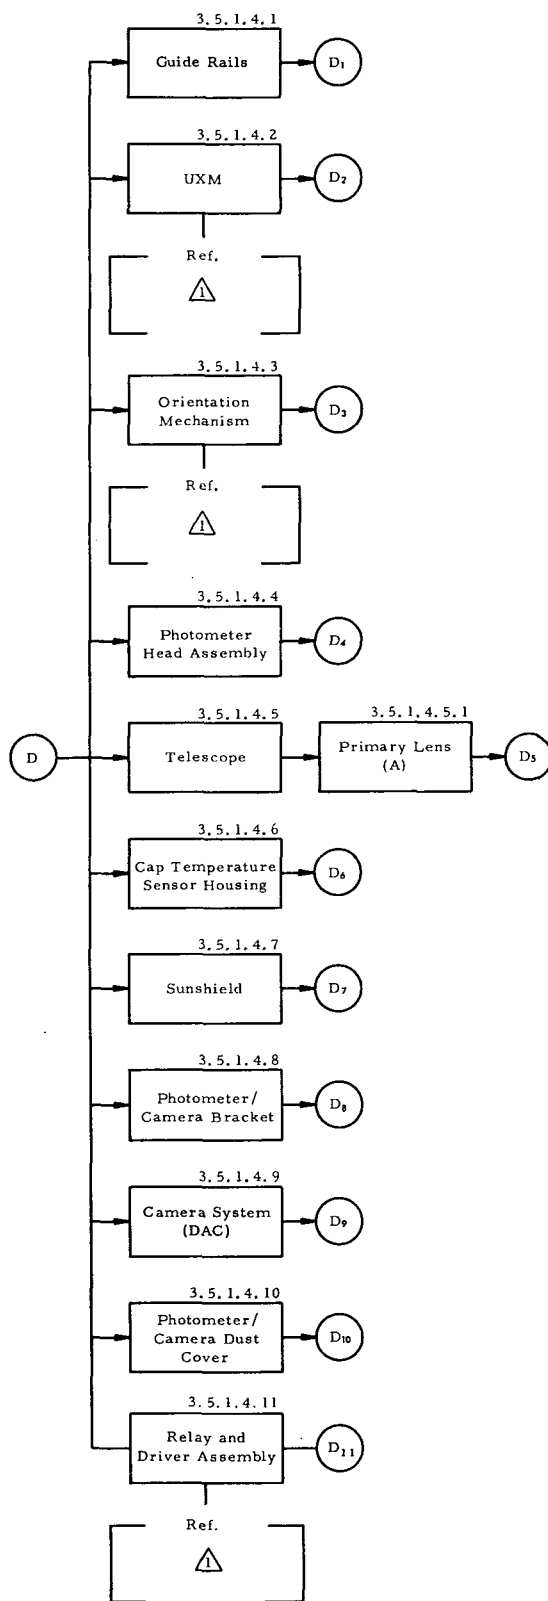 3.5.1.4.1
Guide Rails
D1
3.5.1.4.2
UXM
D2
Ref.
1
3.5.1.4.3
Orientation
Mechanism
D3
Ref.
1
3.5.1.4.4
Photometer
Head Assembly
D4
3.5.1.4.5
Telescope
3.5.1,4.5.1
Primary Lens
(A)
D
D5
3.5.1.4.6
Cap Temperature
Sensor Housing
D6
3.5.1.4.7
Sunshield
D7
3.5.1.4.8
Photometer/
Camera Bracket
D8
3.5.1.4.9
Camera System
(DAC)
D9
3.5.1.4.10
Photometer/
Camera Dust
Cover
D10
3.5.1.4.11
Relay and
Driver Assembly
D11
Ref.
1